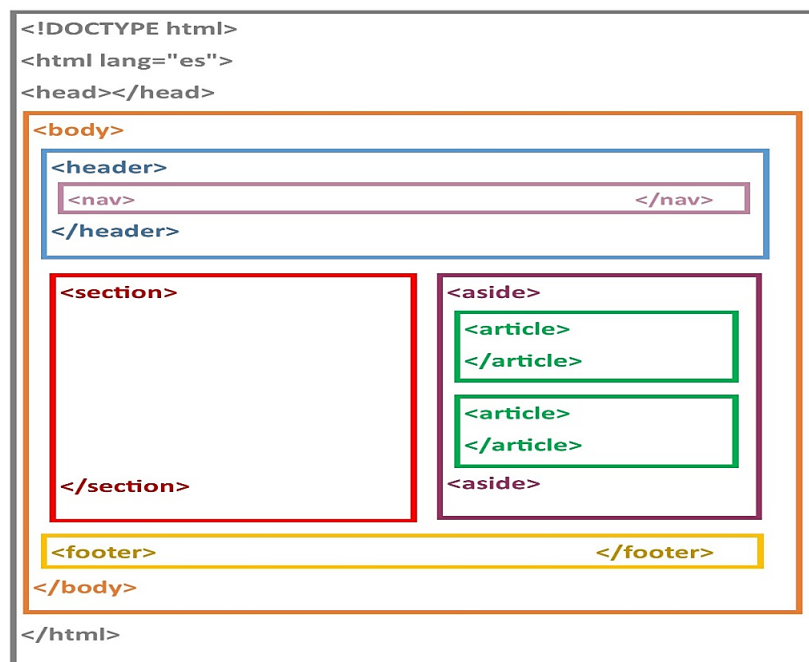 <!DOCTYPE html>
<html lang="es">
<head></head>
<body>
<header>
<nav> </nav>
</header>
<section>
</section>
<aside>
<article>
</article>
<article>
</article>
<aside>
<footer> </footer>
</body>
</html>